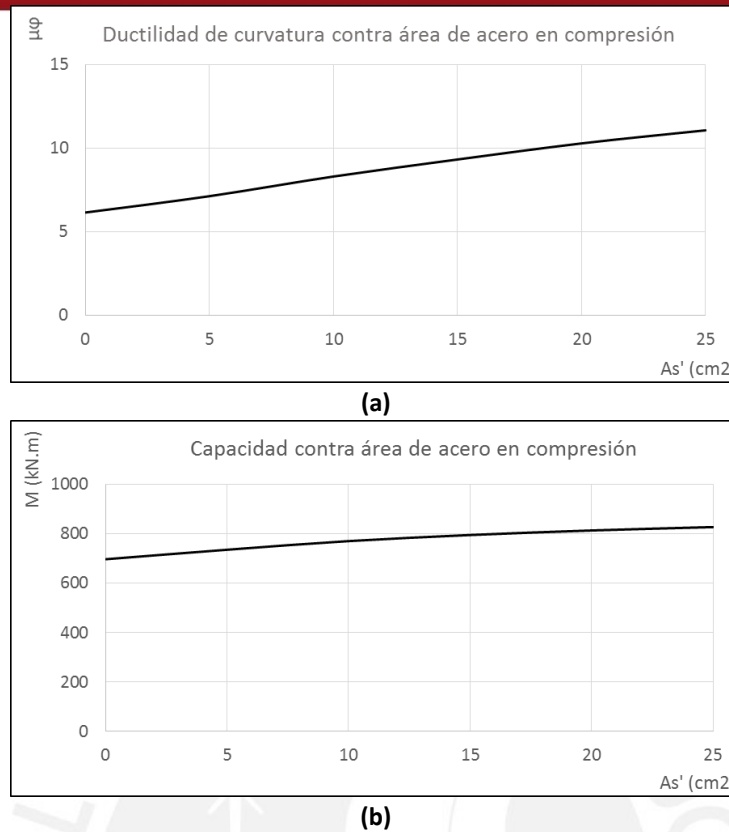 μφ
Ductilidad de curvatura contra área de acero en compresión
15
10
5
0
0 5 10 15 20 25
As' (cm2
(a)
M (kN.m)
Capacidad contra área de acero en compresión
1000
800
600
400
200
0
0 5 10 15 20 25
As' (cm2
(b)